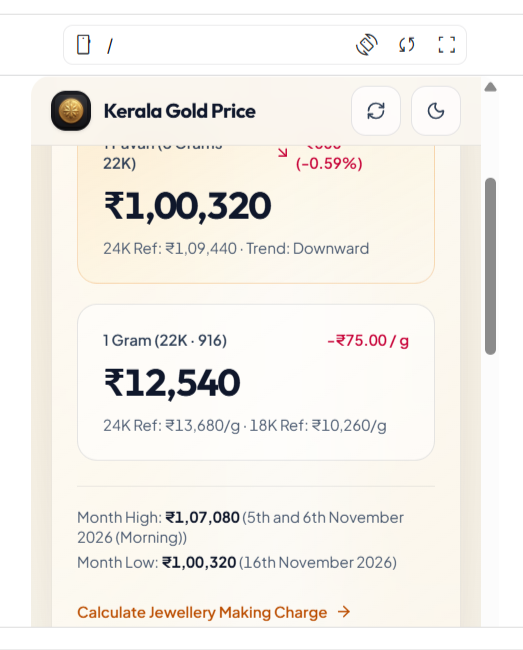 /
Kerala Gold Price
22K)
(-0.59%)
₹1,00,320
24K Ref: ₹1,09,440 · Trend: Downward
1 Gram (22K · 916)
-₹75.00 / g
₹12,540
24K Ref: ₹13,680/g · 18K Ref: ₹10,260/g
Month High: ₹1,07,080 (5th and 6th November
2026 (Morning))
Month Low: ₹1,00,320 (16th November 2026)
Calculate Jewellery Making Charge →